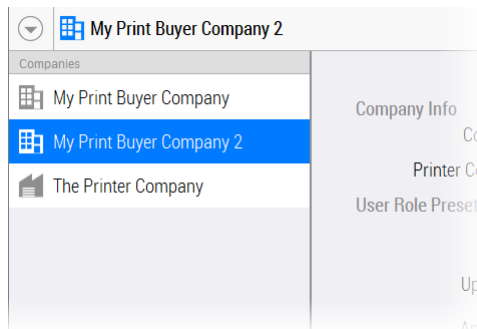 My Print Buyer Company 2
Companies
My Print Buyer Company
My Print Buyer Company 2
The Printer Company
Company Info
Printer
User Role Preset